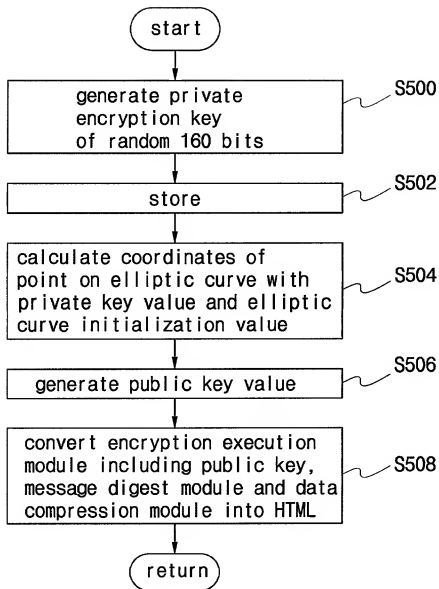 start
generate private
encryption key
of random 160 bits
S500
store
S502
calculate coordinates of
point on elliptic curve with
private key value and elliptic
curve initialization value
S504
generate public key value
S506
convert encryption execution
module including public key,
message digest module and data
compression module into HTML
S508
return